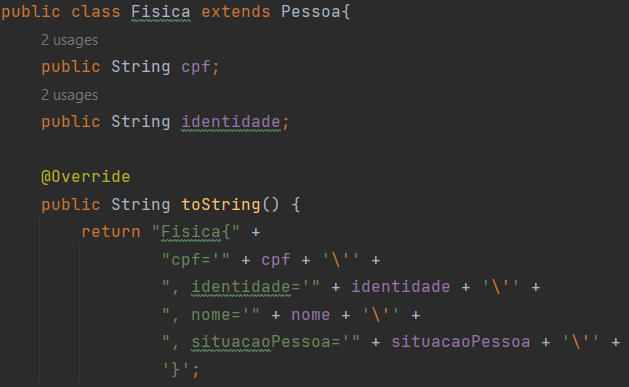 public class Fisica extends Pessoa{
2 usages
public String cpf;
2 usages
public String identidade;
@Override
public String toString() {
return "Fisica{" +
"cpf='" + cpf + '\'' +
", identidade='" + identidade + '\'' +
", nome='" + nome + '\'' +
", situacaoPessoa='" + situacaoPessoa + '\'' +
'}';